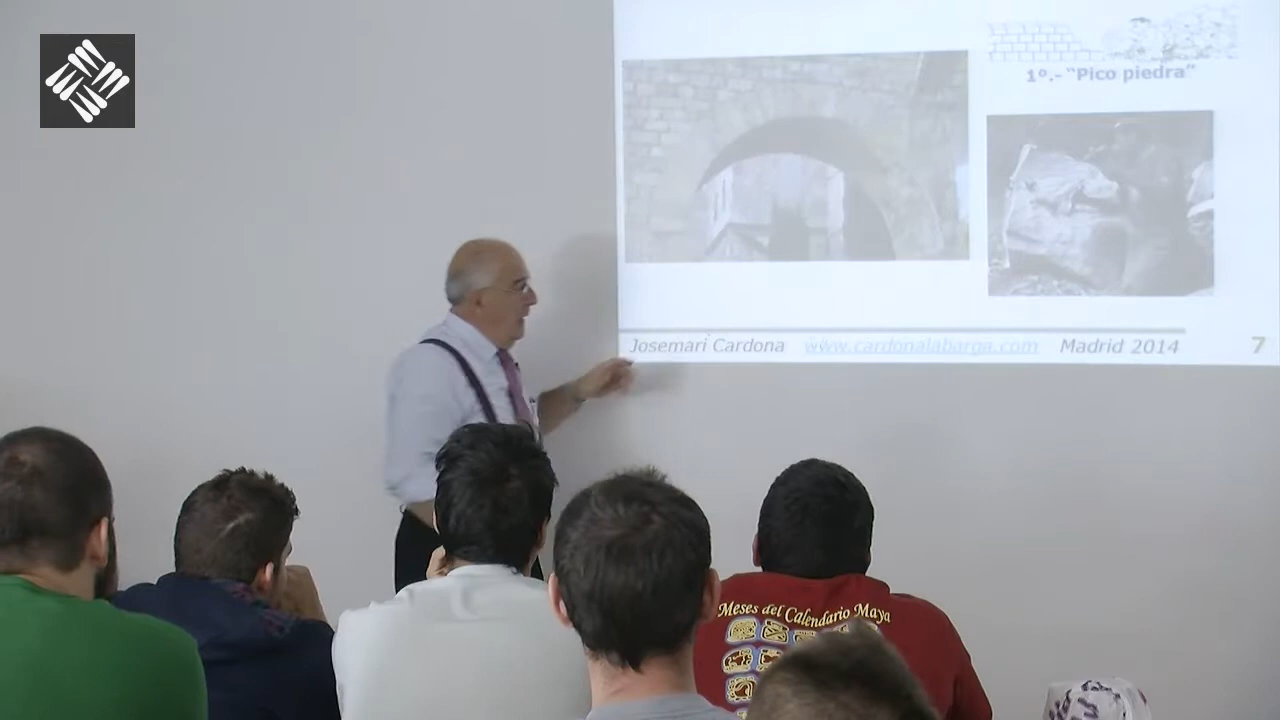 1º.- “Pico piedra”
Josemari Cardona www.cardonalabarga.com Madrid 2014 7
Meses del Calendario Maya